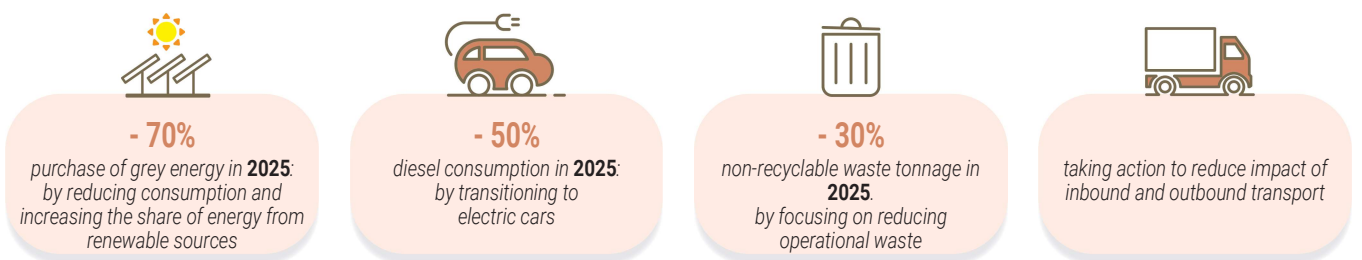 - 70%
purchase of grey energy in 2025:
by reducing consumption and
increasing the share of energy from
renewable sources
- 50%
diesel consumption in 2025:
by transitioning to
electric cars
- 30%
non-recyclable waste tonnage in
2025.
by focusing on reducing
operational waste
taking action to reduce impact of
inbound and outbound transport